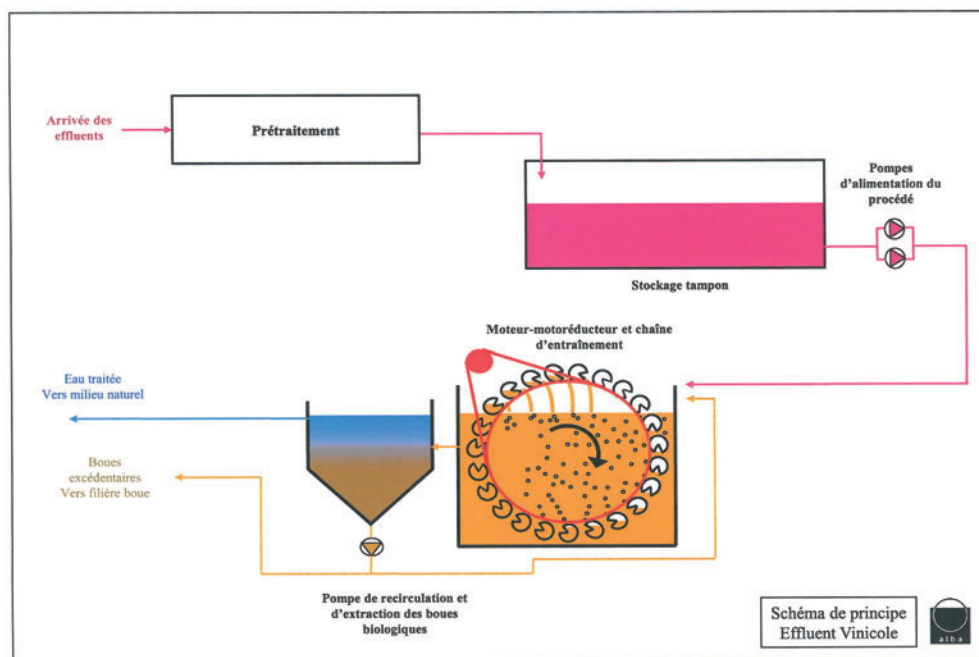 Arrivée des
effluents
Prétraitement
Pompes
d'alimentation du
procédé
Stockage tampon
Moteur-motoréducteur et chaîne
d'entraînement
Eau traitée
Vers milieu naturel
Boues
excédentaires
Vers filière boue
Pompe de recirculation et
d'extraction des boues
biologiques
Schéma de principe
Effluent Vinicole
alba